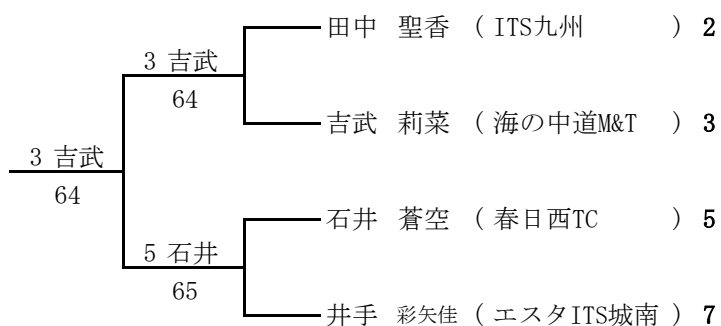 田中 聖香 ( ITS九州 ) 2
3 吉武
64
吉武 莉菜 ( 海の中道M&T ) 3
3 吉武
64
石井 蒼空 ( 春日西TC ) 5
5 石井
65
井手 彩矢佳 ( エスタITS城南 ) 7